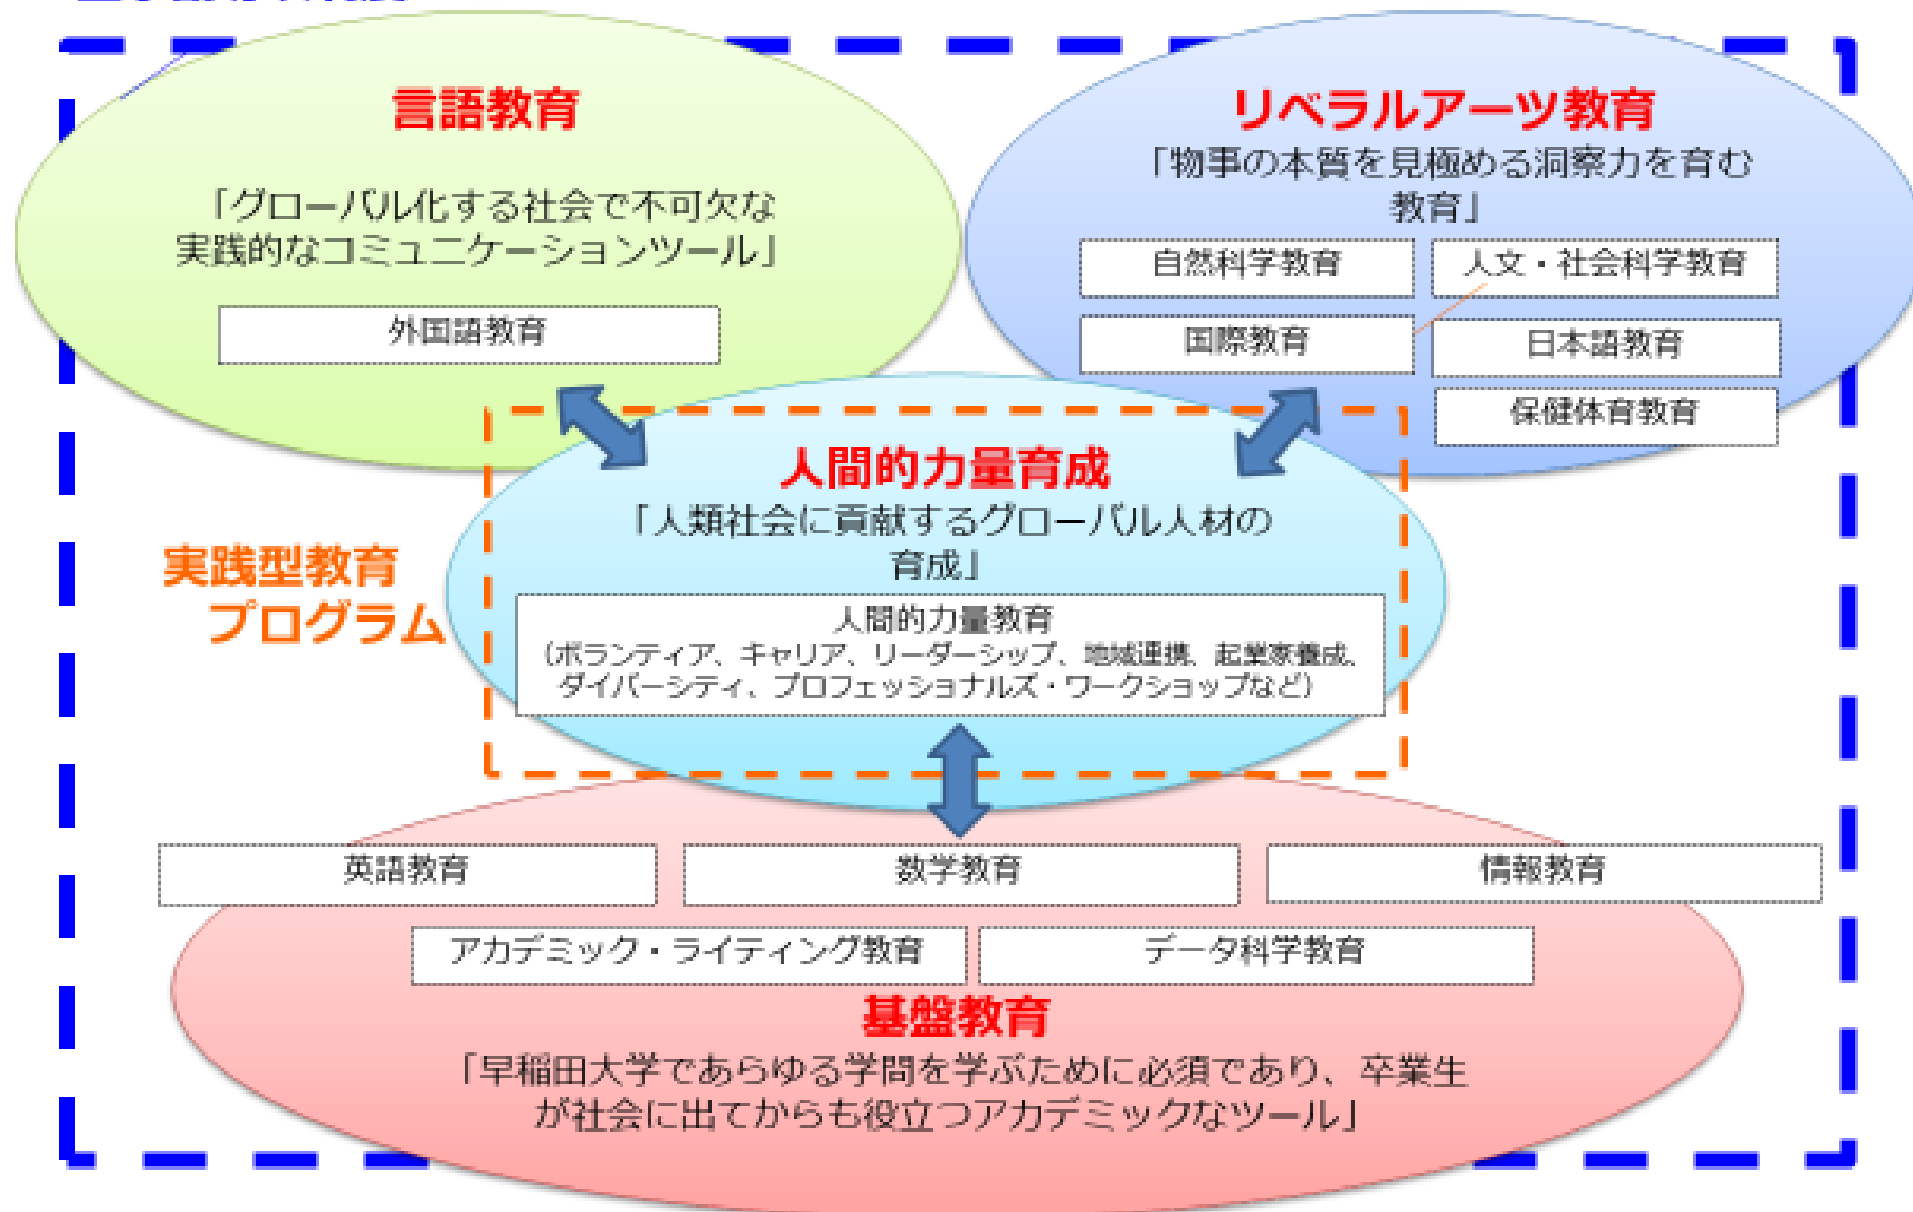 言語教育
「グローバル化する社会で不可欠な
実践的なコミュニケーションツール」
外国語教育
リベラルアーツ教育
「物事の本質を見極める洞察力を育む
教育」
自然科学教育
人文・社会科学教育
国際教育
日本語教育
保健体育教育
人間的力量育成
「人類社会に貢献するグローバル人材の
育成」
人間的力量教育
（ボランティア、キャリア、リーダーシップ、地域連携、起業家養成、
ダイバーシティ、プロフェッショナルズ・ワークショップなど）
実践型教育
プログラム
英語教育
数学教育
情報教育
アカデミック・ライティング教育
データ科学教育
基盤教育
「早稲田大学であらゆる学問を学ぶために必須であり、卒業生
が社会に出てからも役立つアカデミックなツール」